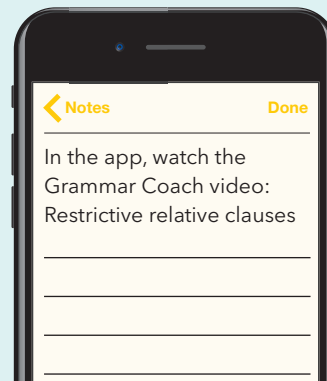 Notes Done
In the app, watch the
Grammar Coach video:
Restrictive relative clauses